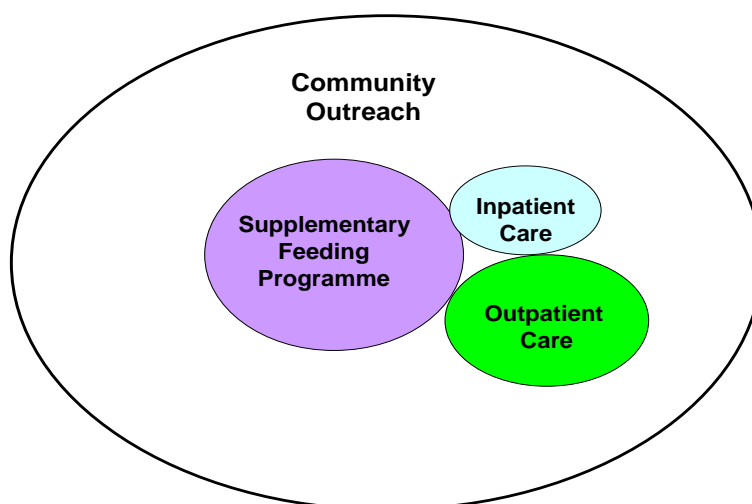 Community
Outreach
Supplementary
Feeding
Programme
Inpatient
Care
Outpatient
Care